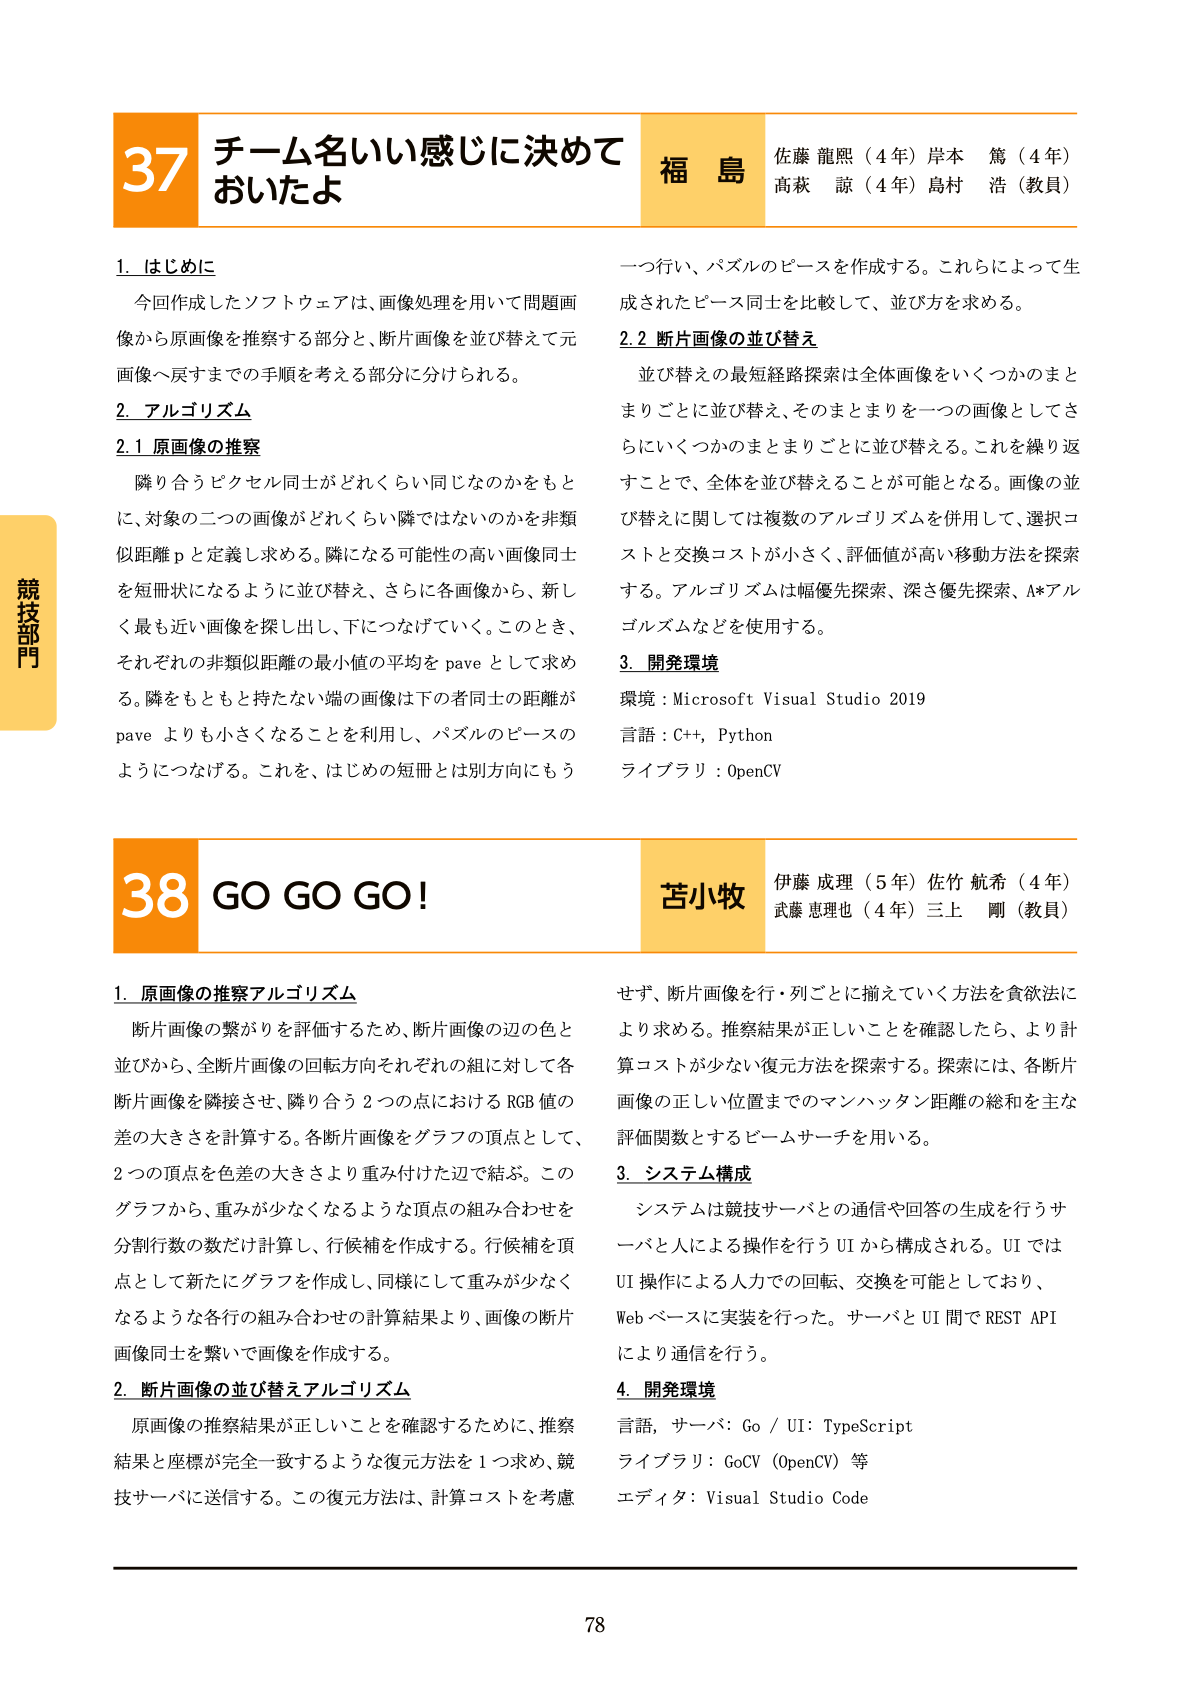 37
チーム名いい感じに決めて
おいたよ
福　島
佐藤 龍熙（４年）岸本　篤（４年）
髙萩　諒（４年）島村　浩（教員）
1. はじめに
今回作成したソフトウェアは、画像処理を用いて問題画
像から原画像を推察する部分と、断片画像を並び替えて元
画像へ戻すまでの手順を考える部分に分けられる。
2. アルゴリズム
2.1 原画像の推察
隣り合うピクセル同士がどれくらい同じなのかをもと
に、対象の二つの画像がどれくらい隣ではないのかを非類
似距離 p と定義し求める。隣になる可能性の高い画像同士
を短冊状になるように並び替え、さらに各画像から、新し
く最も近い画像を探し出し、下につなげていく。このとき、
それぞれの非類似距離の最小値の平均を pave として求め
る。隣をもともと持たない端の画像は下の者同士の距離が
pave よりも小さくなることを利用し、パズルのピースの
ようにつなげる。これを、はじめの短冊とは別方向にもう
一つ行い、パズルのピースを作成する。これらによって生
成されたピース同士を比較して、並び方を求める。
2.2 断片画像の並び替え
並び替えの最短経路探索は全体画像をいくつかのまと
まりごとに並び替え、そのまとまりを一つの画像としてさ
らにいくつかのまとまりごとに並び替える。これを繰り返
すことで、全体を並び替えることが可能となる。画像の並
び替えに関しては複数のアルゴリズムを併用して、選択コ
ストと交換コストが小さく、評価値が高い移動方法を探索
する。アルゴリズムは幅優先探索、深さ優先探索、A*アル
ゴルズムなどを使用する。
3. 開発環境
環境：Microsoft Visual Studio 2019
言語：C++, Python
ライブラリ：OpenCV
競技部門
38
GO GO GO！
苫小牧
伊藤 成理（５年）佐竹 航希（４年）
武藤 恵理也（４年）三上　剛（教員）
1. 原画像の推察アルゴリズム
断片画像の繋がりを評価するため、断片画像の辺の色と
並びから、全断片画像の回転方向それぞれの組に対して各
断片画像を隣接させ、隣り合う 2 つの点における RGB 値の
差の大きさを計算する。各断片画像をグラフの頂点として、
2 つの頂点を色差の大きさより重み付けた辺で結ぶ。この
グラフから、重みが少なくなるような頂点の組み合わせを
分割行数の数だけ計算し、行候補を作成する。行候補を頂
点として新たにグラフを作成し、同様にして重みが少なく
なるような各行の組み合わせの計算結果より、画像の断片
画像同士を繋いで画像を作成する。
2. 断片画像の並び替えアルゴリズム
原画像の推察結果が正しいことを確認するために、推察
結果と座標が完全一致するような復元方法を 1 つ求め、競
技サーバに送信する。この復元方法は、計算コストを考慮
せず、断片画像を行・列ごとに揃えていく方法を貪欲法に
より求める。推察結果が正しいことを確認したら、より計
算コストが少ない復元方法を探索する。探索には、各断片
画像の正しい位置までのマンハッタン距離の総和を主な
評価関数とするビームサーチを用いる。
3. システム構成
システムは競技サーバとの通信や回答の生成を行うサ
ーバと人による操作を行う UI から構成される。UI では
UI 操作による人力での回転、交換を可能としており、
Web ベースに実装を行った。サーバと UI 間で REST API
により通信を行う。
4. 開発環境
言語, サーバ: Go / UI: TypeScript
ライブラリ: GoCV (OpenCV) 等
エディタ: Visual Studio Code
78